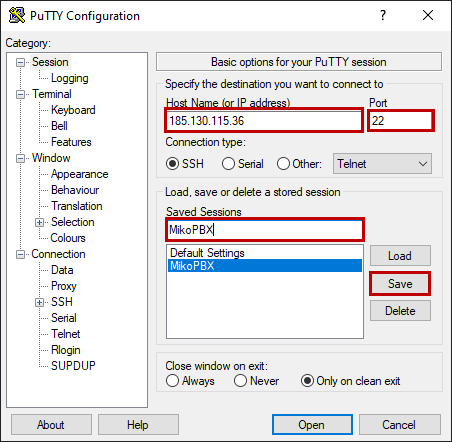 PuTTY Configuration
?
Category:
Session
Logging
Terminal
Keyboard
Bell
Features
Window
Appearance
Behaviour
Translation
Selection
Colours
Connection
Data
Proxy
SSH
Serial
Telnet
Rlogin
SUPDUP
Basic options for your PuTTY session
Specify the destination you want to connect to
Host Name (or IP address) Port
185.130.115.36 22
Connection type:
SSH Serial Other: Telnet
Load, save or delete a stored session
Saved Sessions
MikoPBX
Default Settings
MikoPBX
Load
Save
Delete
Close window on exit:
Always Never Only on clean exit
About Help Open Cancel